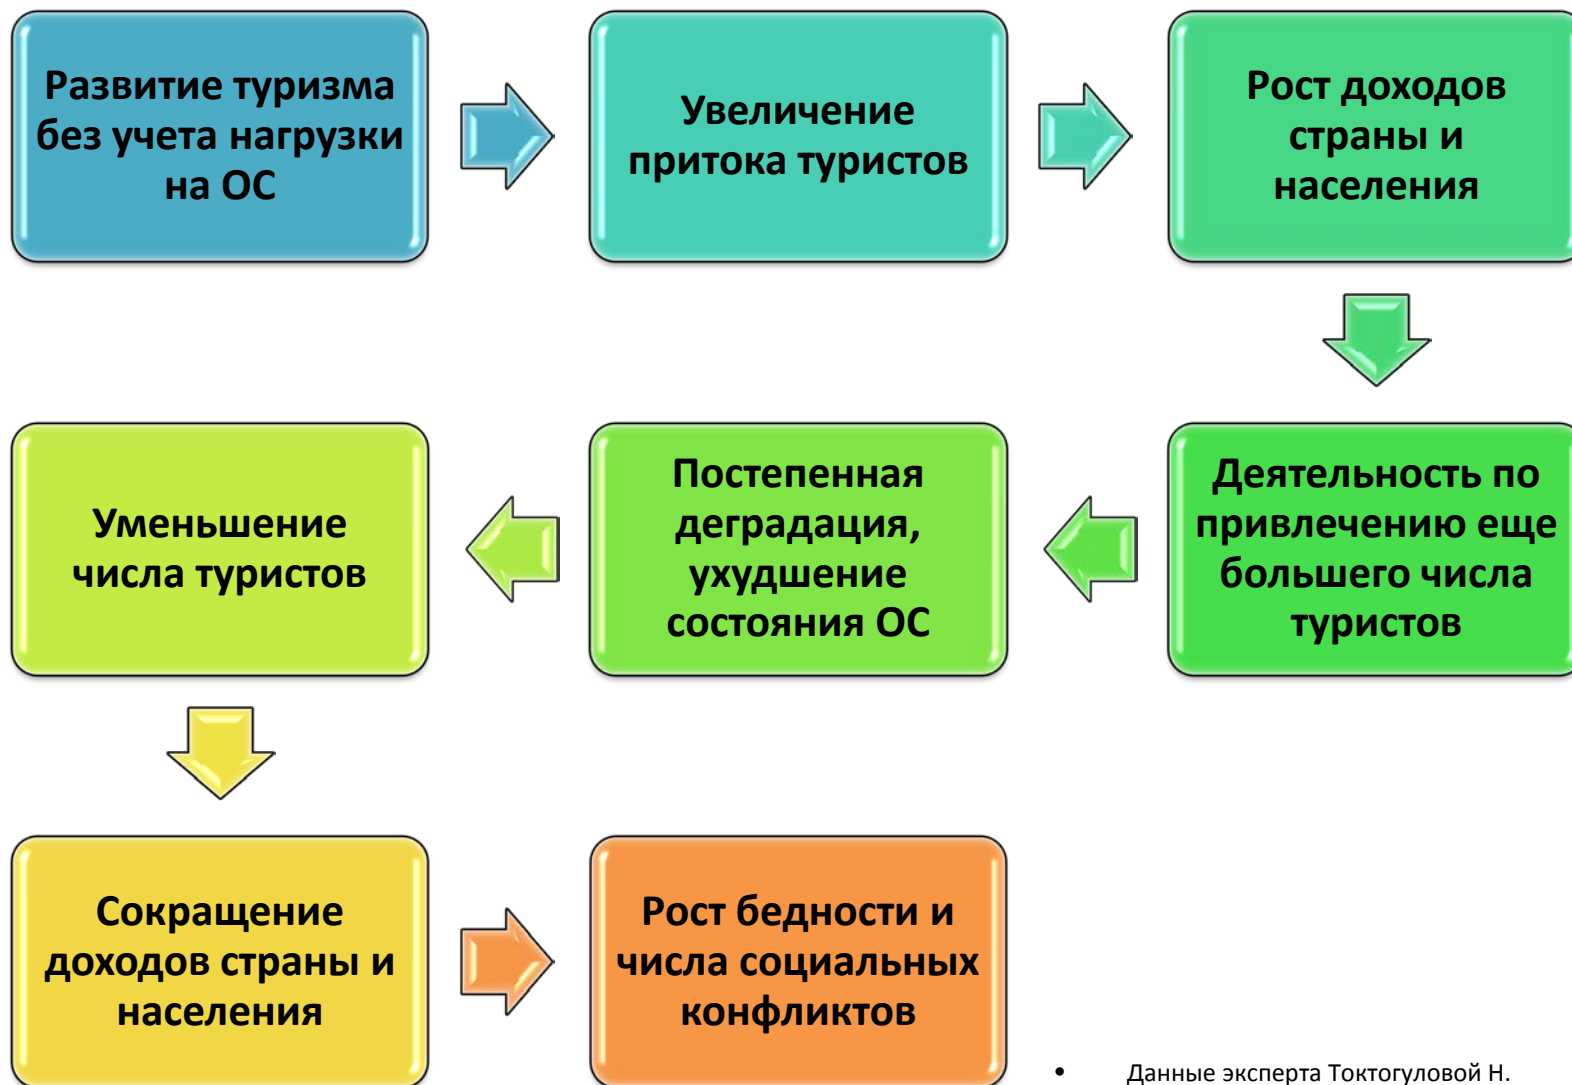 Развитие туризма
без учета нагрузки
на ОС
Увеличение
притока туристов
Рост доходов
страны и
населения
Деятельность по
привлечению еще
большего числа
туристов
Постепенная
деградация,
ухудшение
состояния ОС
Уменьшение
числа туристов
Сокращение
доходов страны и
населения
Рост бедности и
числа социальных
конфликтов
• Данные эксперта Токтогуловой Н.